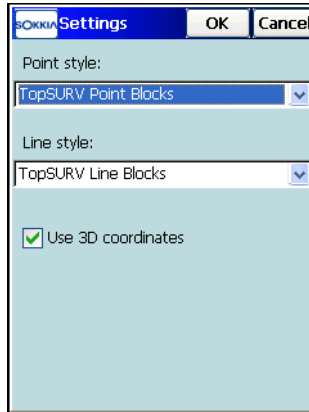 SOKKIA Settings OK Cancel
Point style:
TopSURV Point Blocks
Line style:
TopSURV Line Blocks
Use 3D coordinates